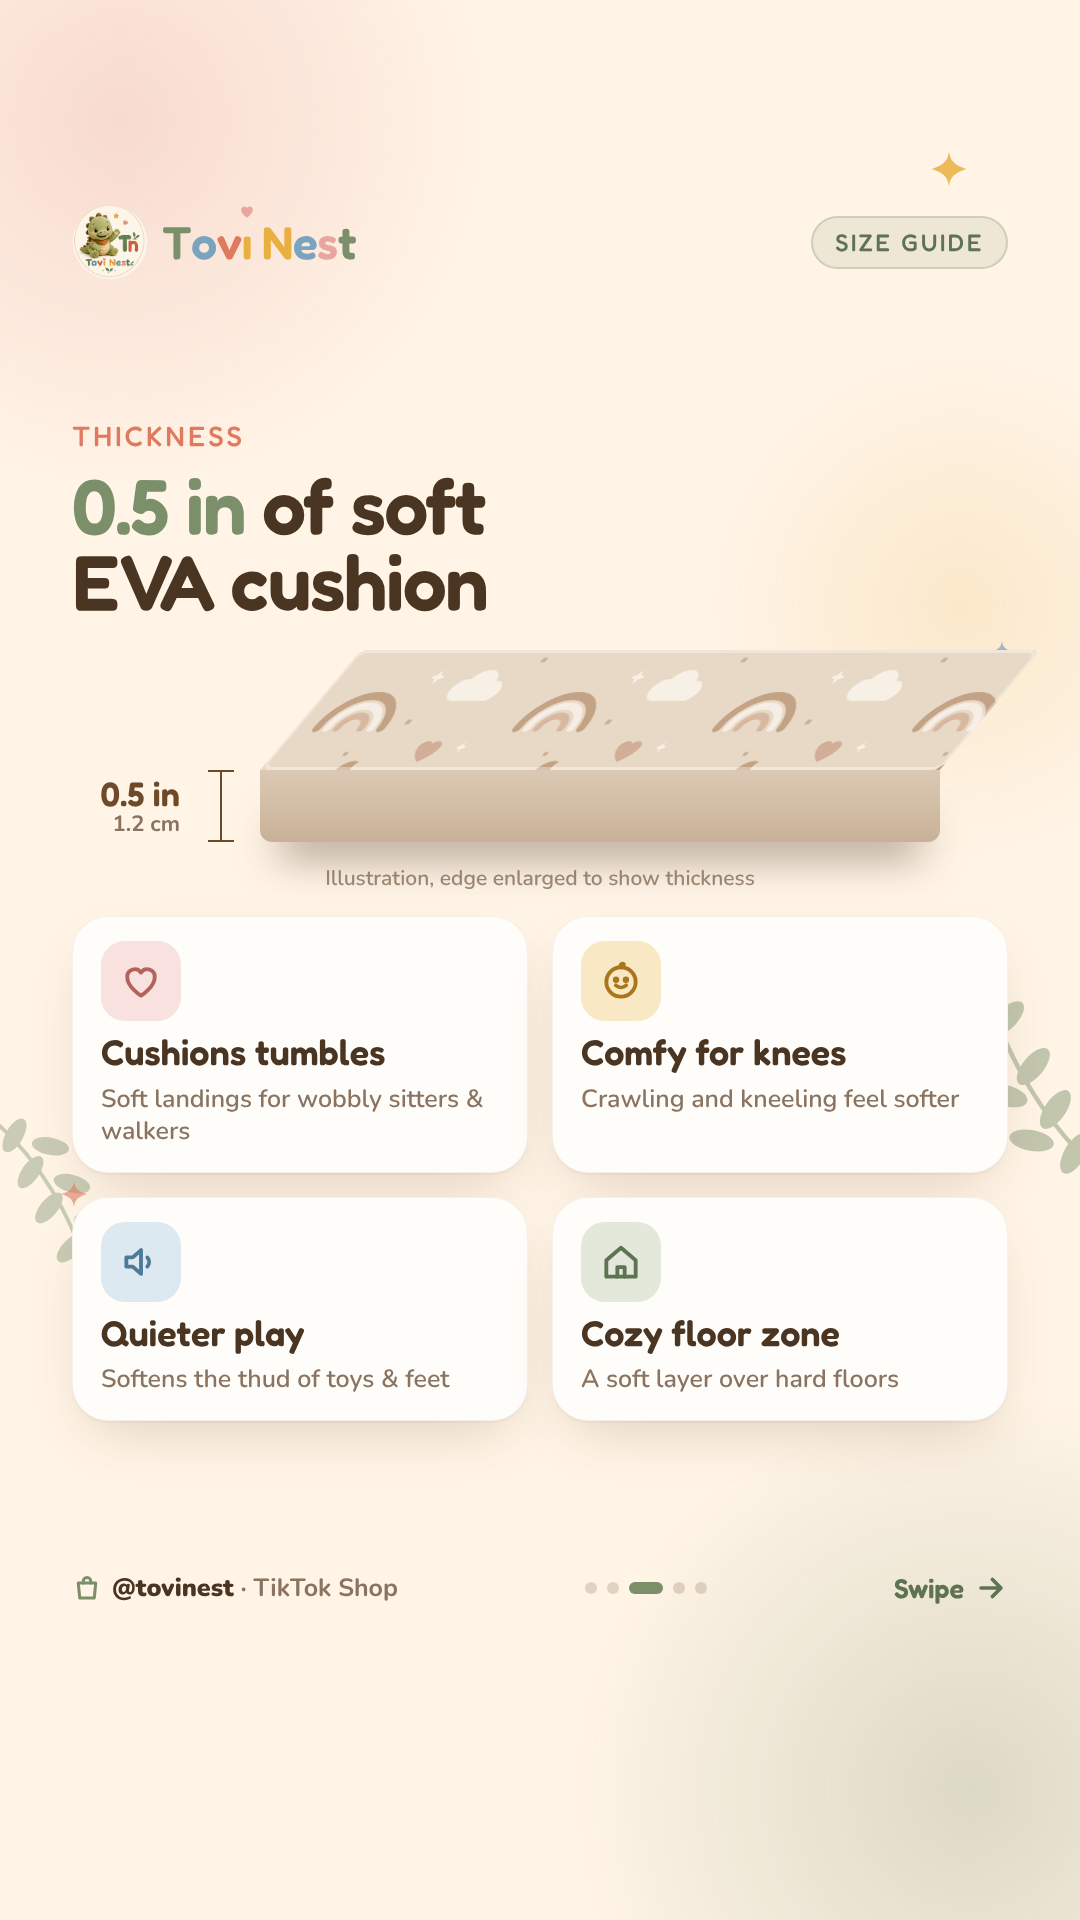 Tn
Tovi Nest
Tovi Nest
SIZE GUIDE
THICKNESS
0.5 in of soft
EVA cushion
0.5 in
1.2 cm
Illustration, edge enlarged to show thickness
Cushions tumbles
Soft landings for wobbly sitters &
walkers
Comfy for knees
Crawling and kneeling feel softer
Quieter play
Softens the thud of toys & feet
Cozy floor zone
A soft layer over hard floors
@tovinest · TikTok Shop
Swipe →